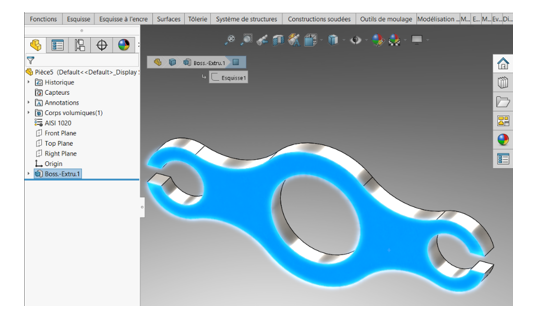 Fonctions Esquisse Esquisse à l'encre Surfaces Tôlerie Système de structures Constructions soudées Outils de moulage Modélisation ... M... E... M... Ev... Di...
Pièce5 (Default<<Default>_Display
Historique
Capteurs
Annotations
Corps volumiques(1)
AISI 1020
Front Plane
Top Plane
Right Plane
Origin
Boss.-Extru.1
Boss.-Extru.1
Esquisse1